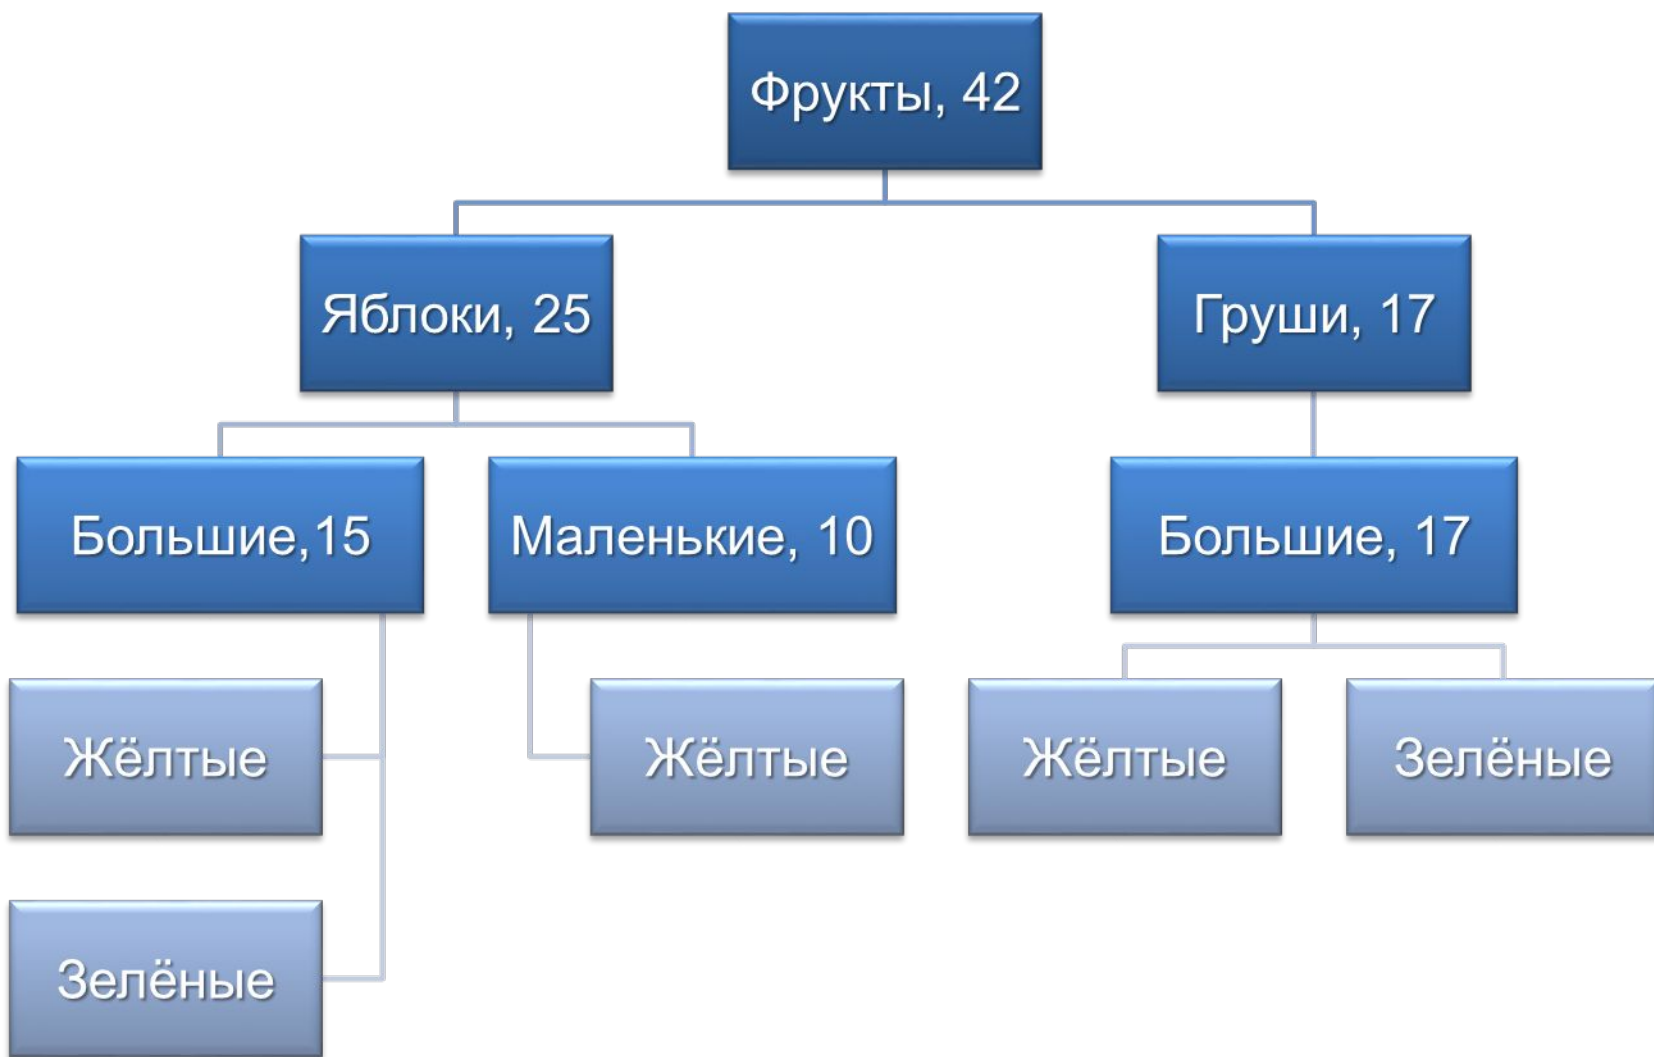 Фрукты, 42
Яблоки, 25
Груши, 17
Большие,15
Маленькие, 10
Большие, 17
Жёлтые
Жёлтые
Жёлтые
Зелёные
Зелёные